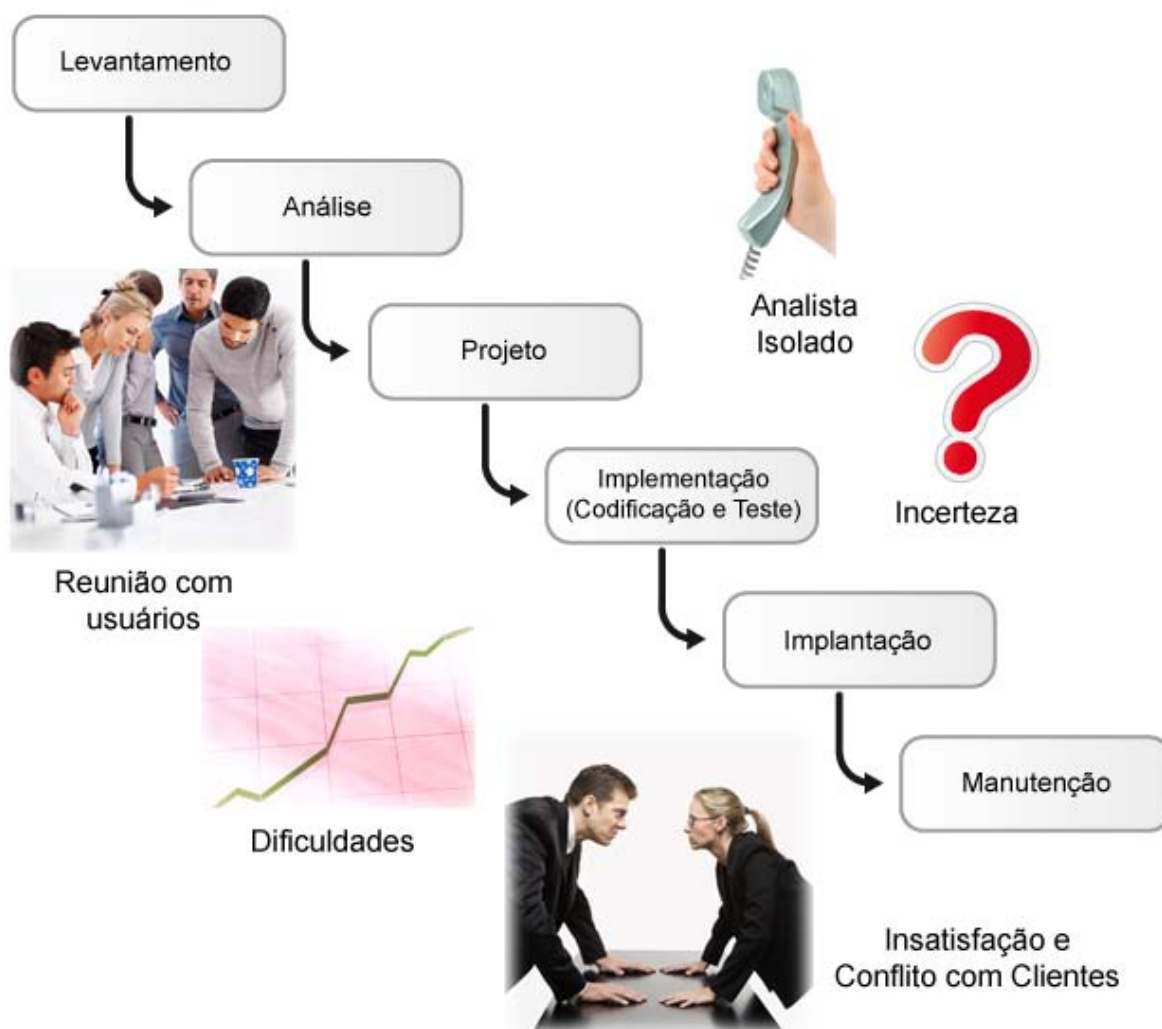 Levantamento
Análise
Analista
Isolado
Projeto
Implementação
(Codificação e Teste)
Incerteza
Reunião com
usuários
Implantação
Manutenção
Dificuldades
Insatisfação e
Conflito com Clientes